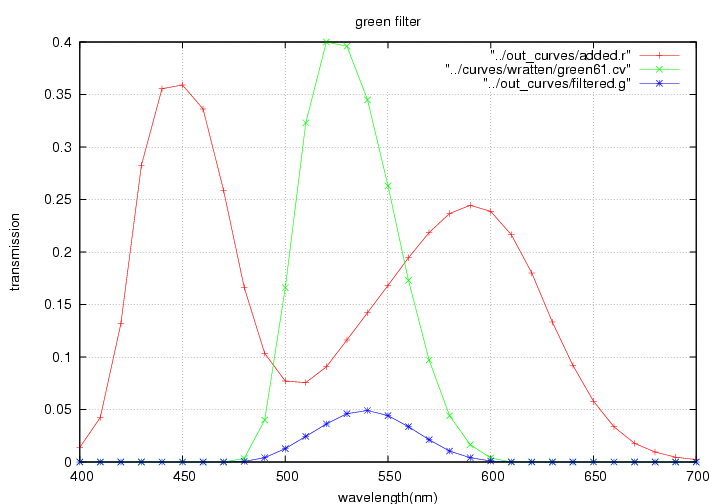 green filter
"../out_curves/added.r"
"../curves/wratten/green61.cv"
"../out_curves/filtered.g"
0.4
0.35
0.3
0.25
0.2
0.15
0.1
0.05
0
transmission
400 450 500 550 600 650 700
wavelength(nm)